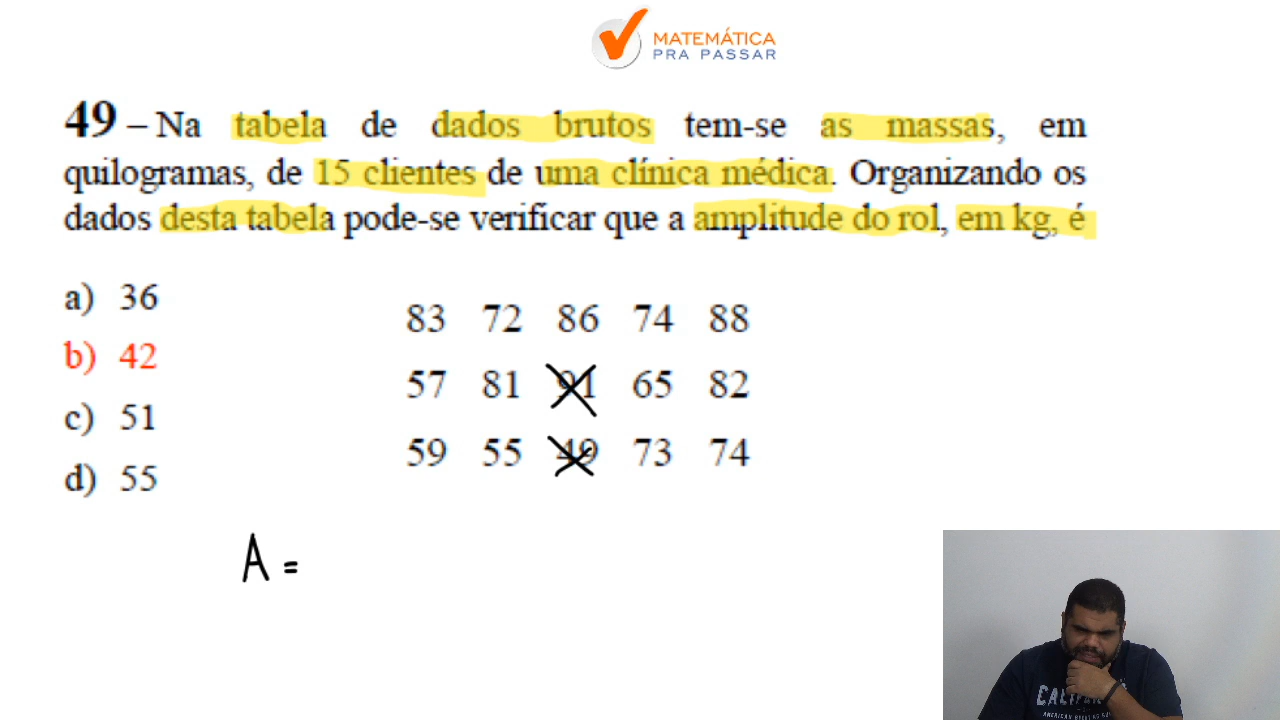 MATEMÁTICA
PRA PASSAR
49 – Na tabela de dados brutos tem-se as massas, em
quilogramas, de 15 clientes de uma clínica médica. Organizando os
dados desta tabela pode-se verificar que a amplitude do rol, em kg, é
a) 36
b) 42
c) 51
d) 55
83 72 86 74 88
57 81 91 65 82
59 55 49 73 74
A =